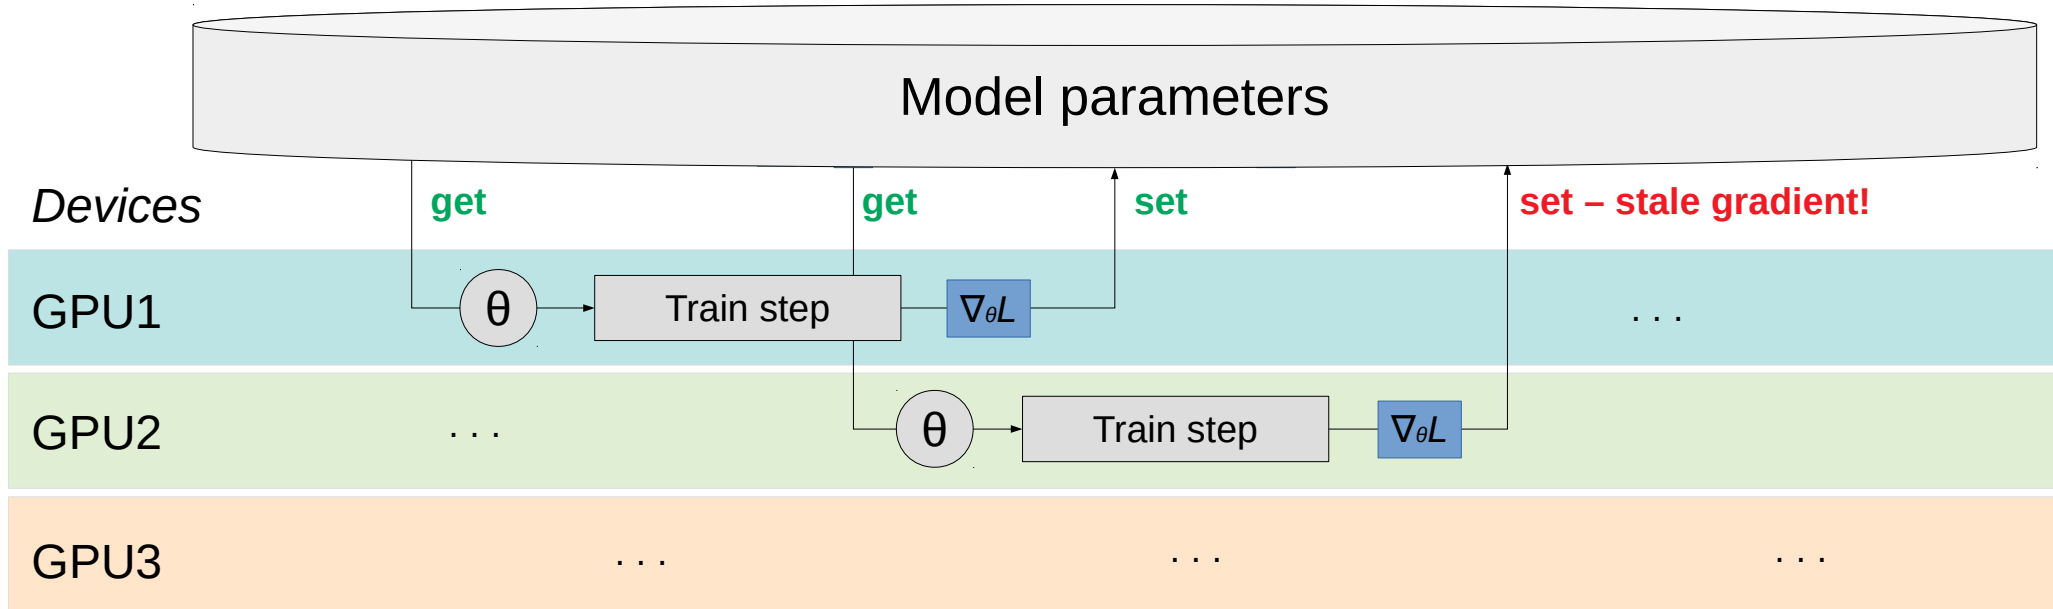 Model parameters
Devices
get
get
set
set – stale gradient!
GPU1
θ
Train step
∇θL
. . .
GPU2
. . .
θ
Train step
∇θL
GPU3
. . .
. . .
. . .